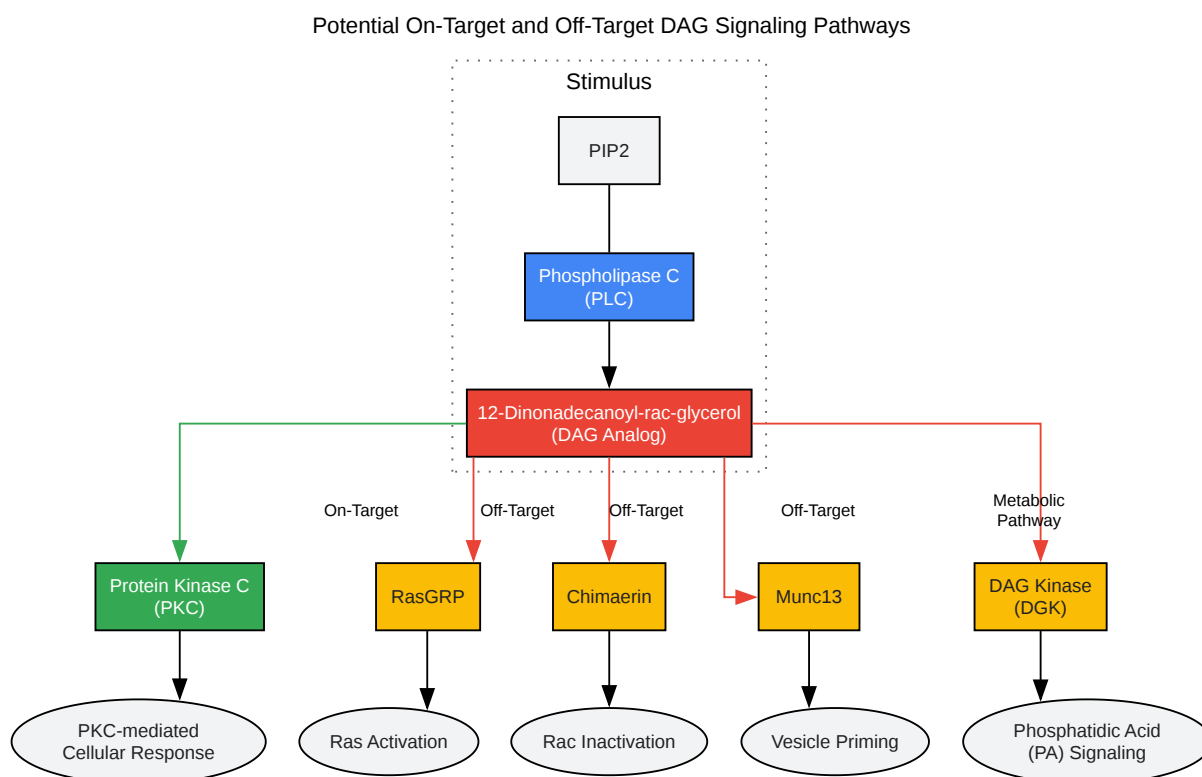 Potential On-Target and Off-Target DAG Signaling Pathways
Stimulus
PIP2
Phospholipase C
(PLC)
12-Dinonadecanoyl-rac-glycerol
(DAG Analog)
On-Target
Off-Target
Off-Target
Off-Target
Metabolic
Pathway
Protein Kinase C
(PKC)
RasGRP
Chimaerin
Munc13
DAG Kinase
(DGK)
PKC-mediated
Cellular Response
Ras Activation
Rac Inactivation
Vesicle Priming
Phosphatidic Acid
(PA) Signaling